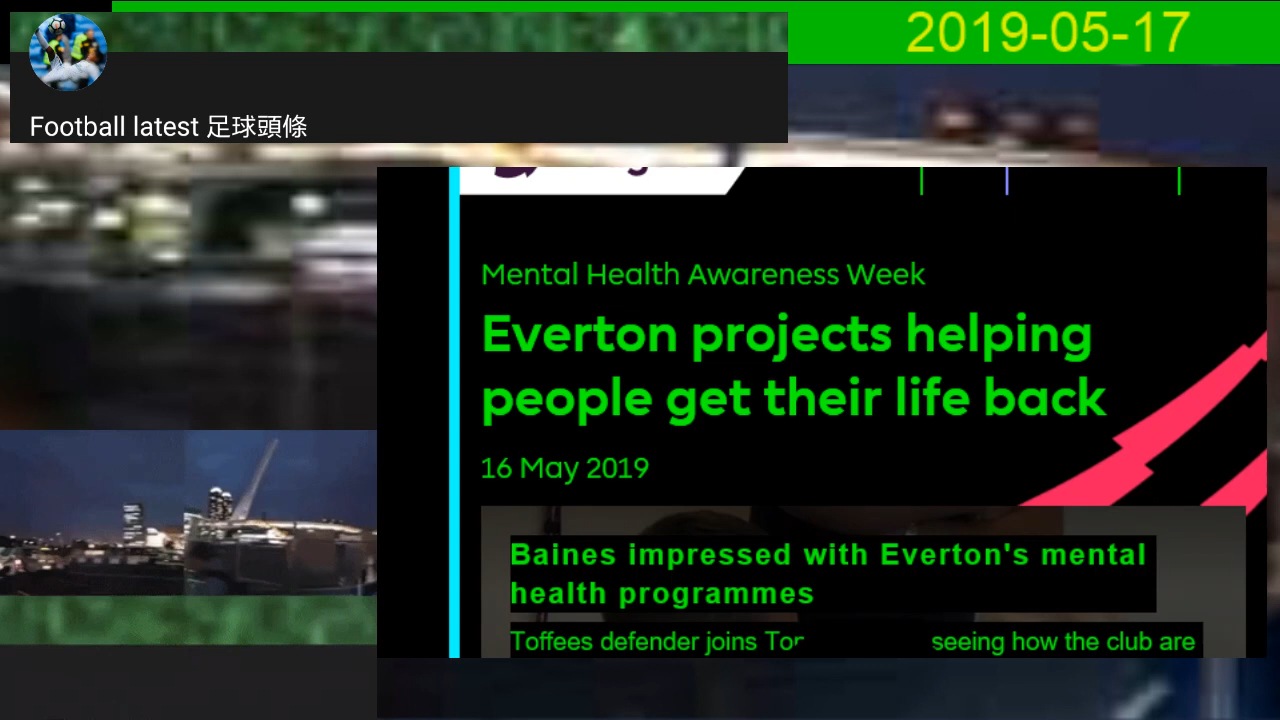 2019-05-17
Football latest 足球頭條
Mental Health Awareness Week
Everton projects helping
people get their life back
16 May 2019
Baines impressed with Everton's mental
health programmes
Toffees defender joins seeing how the club are